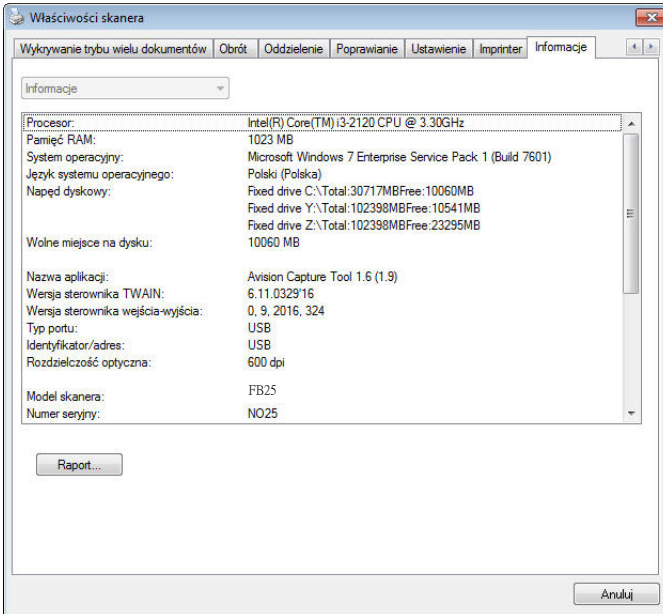 Właściwości skanera
Wykrywanie trybu wielu dokumentów Obrót Oddzielenie Poprawianie Ustawienie Imprinter Informacje
Informacje
Procesor: Intel(R) Core(TM) i3-2120 CPU @ 3.30GHz
Pamięć RAM: 1023 MB
System operacyjny: Microsoft Windows 7 Enterprise Service Pack 1 (Build 7601)
Język systemu operacyjnego: Polski (Polska)
Napęd dyskowy: Fixed drive C:\Total:30717MBFree:10060MB
Fixed drive Y:\Total:102398MBFree:10541MB
Fixed drive Z:\Total:102398MBFree:23295MB
Wolne miejsce na dysku: 10060 MB
Nazwa aplikacji: Avision Capture Tool 1.6 (1.9)
Wersja sterownika TWAIN: 6.11.0329'16
Wersja sterownika wejścia-wyjścia: 0, 9, 2016, 324
Typ portu: USB
Identyfikator/adres: USB
Rozdzielczość optyczna: 600 dpi
Model skanera: FB25
Numer seryjny: NO25
Raport...
Anuluj